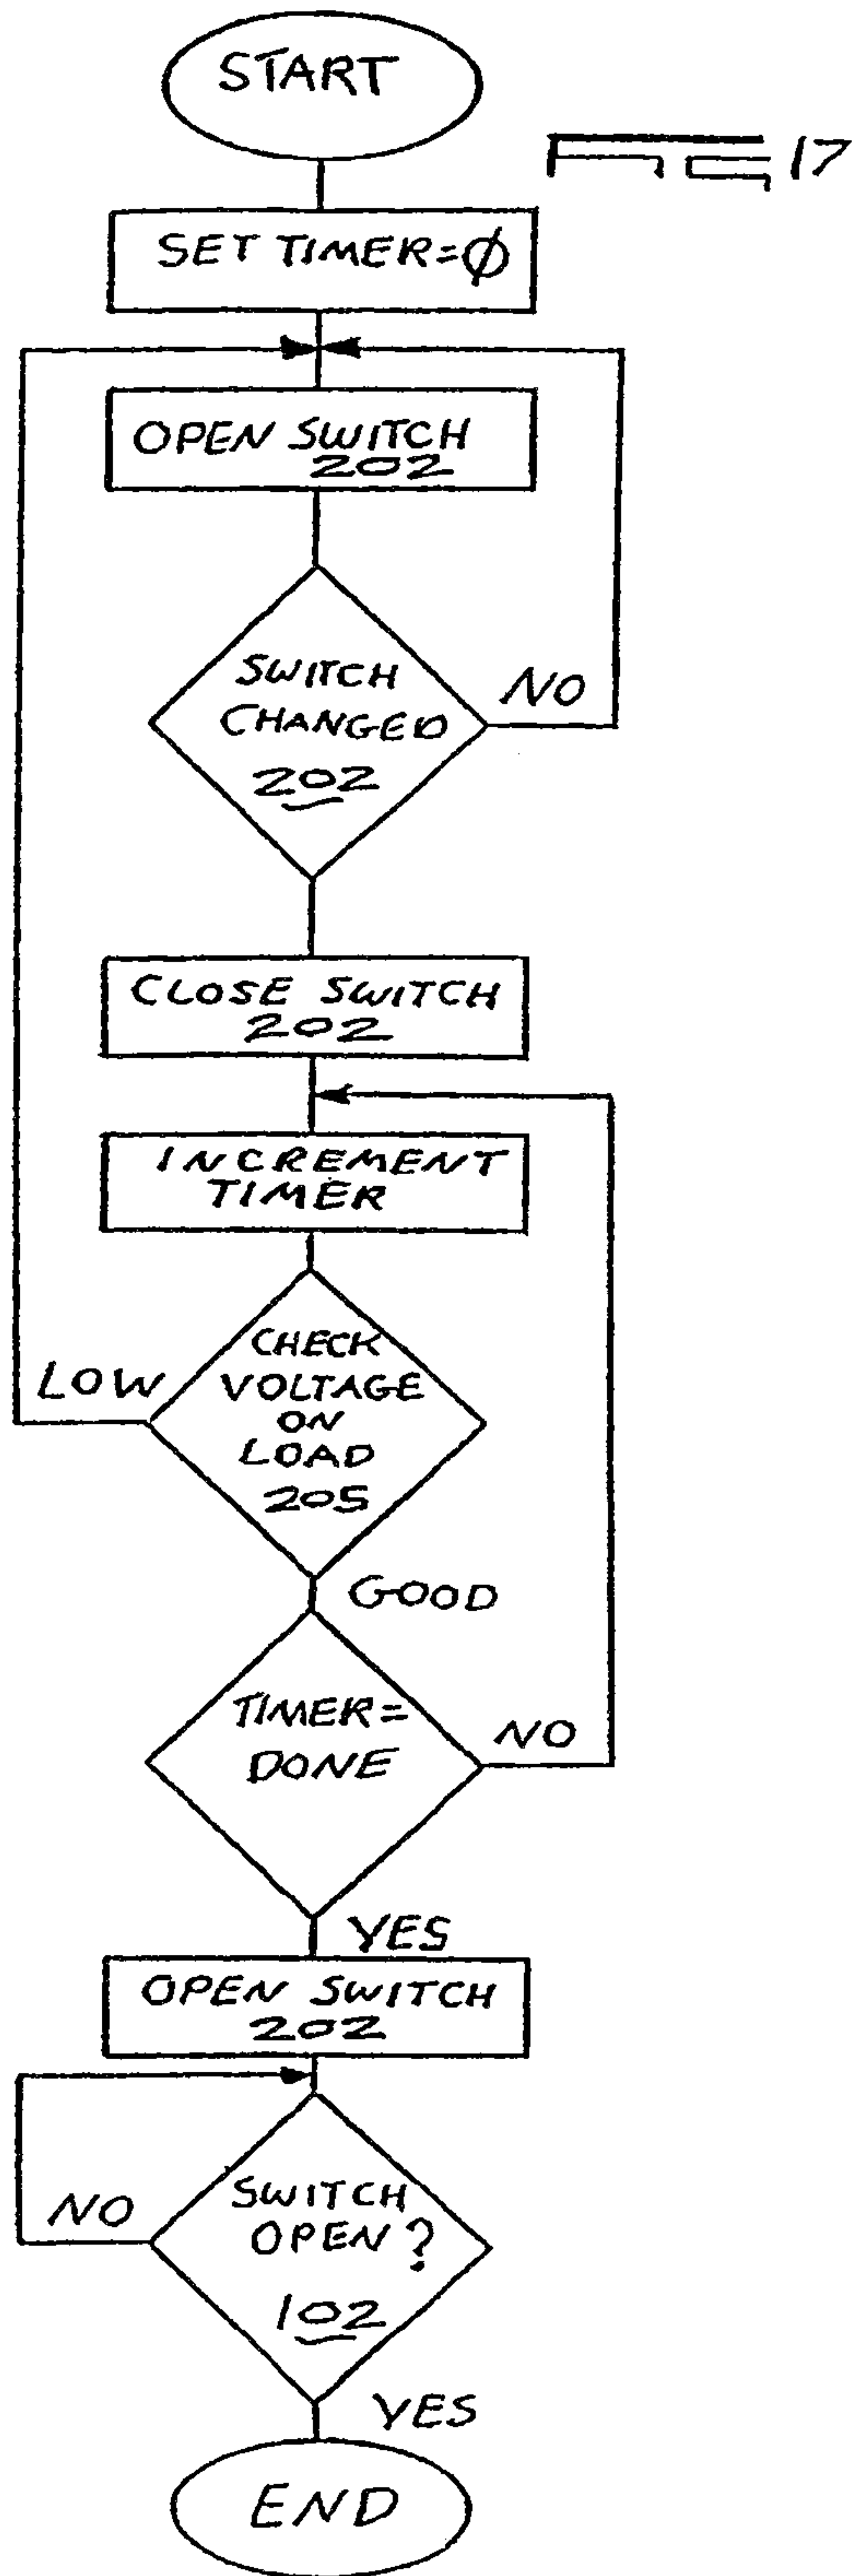 START
17
SET TIMER=Ø
OPEN SWITCH
202
SWITCH
CHANGED
202
NO
CLOSE SWITCH
202
INCREMENT
TIMER
CHECK
VOLTAGE
ON
LOAD
205
LOW
GOOD
TIMER=
DONE
NO
YES
OPEN SWITCH
202
SWITCH
OPEN?
102
NO
YES
END